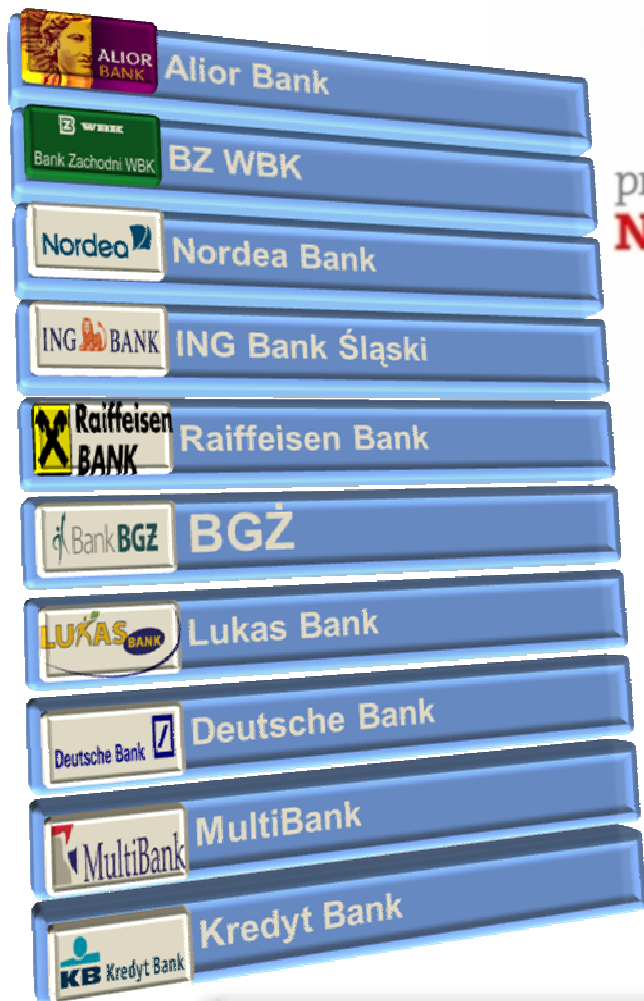 ALIOR
BANK
Alior Bank
Z WBK
Bank Zachodni WBK
BZ WBK
Nordea
Nordea Bank
ING BANK
ING Bank Śląski
Raiffeisen
BANK
Raiffeisen Bank
Bank BGŻ
BGŻ
LUKAS BANK
Lukas Bank
Deutsche Bank
Deutsche Bank
MultiBank
MultiBank
KB Kredyt Bank
Kredyt Bank